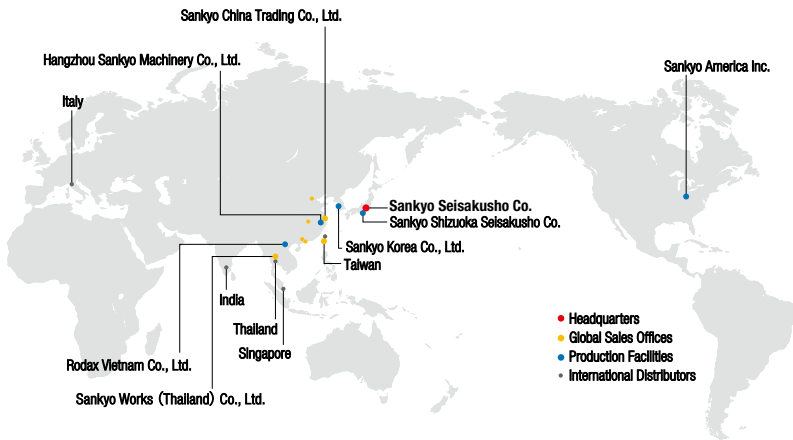 Sankyo China Trading Co., Ltd.
Hangzhou Sankyo Machinery Co., Ltd.
Sankyo America Inc.
Italy
Sankyo Seisakusho Co.
Sankyo Shizuoka Seisakusho Co.
Sankyo Korea Co., Ltd.
Taiwan
India
Thailand
Singapore
Rodax Vietnam Co., Ltd.
Sankyo Works (Thailand) Co., Ltd.
Headquarters
Global Sales Offices
Production Facilities
International Distributors